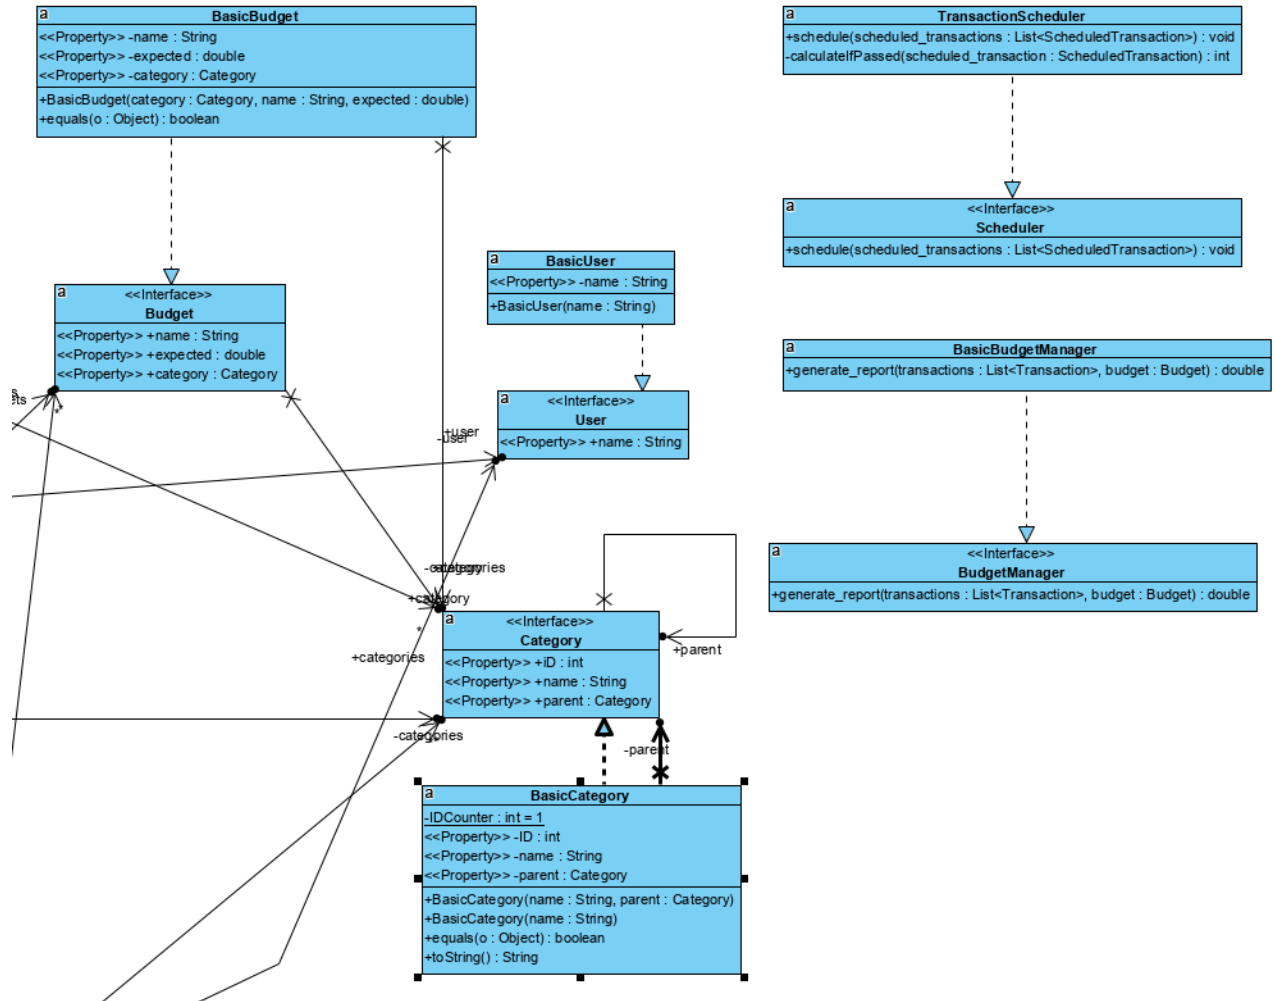 a
BasicBudget
<<Property>> -name : String
<<Property>> -expected : double
<<Property>> -category : Category
+BasicBudget(category : Category, name : String, expected : double)
+equals(o : Object) : boolean
a
TransactionScheduler
+schedule(scheduled_transactions : List<ScheduledTransaction>) : void
-calculateIfPassed(scheduled_transaction : ScheduledTransaction) : int
a
<<Interface>>
Scheduler
+schedule(scheduled_transactions : List<ScheduledTransaction>) : void
a
BasicUser
<<Property>> -name : String
+BasicUser(name : String)
a
<<Interface>>
Budget
<<Property>> +name : String
<<Property>> +expected : double
<<Property>> +category : Category
a
BasicBudgetManager
+generate_report(transactions : List<Transaction>, budget : Budget) : double
a
<<Interface>>
User
<<Property>> +name : String
+user
-user
a
<<Interface>>
BudgetManager
+generate_report(transactions : List<Transaction>, budget : Budget) : double
+category
*
+categories
a
<<Interface>>
Category
<<Property>> +iD : int
<<Property>> +name : String
<<Property>> +parent : Category
+parent
-categories
-parent
a
BasicCategory
-IDCounter : int = 1
<<Property>> -ID : int
<<Property>> -name : String
<<Property>> -parent : Category
+BasicCategory(name : String, parent : Category)
+BasicCategory(name : String)
+equals(o : Object) : boolean
+toString() : String